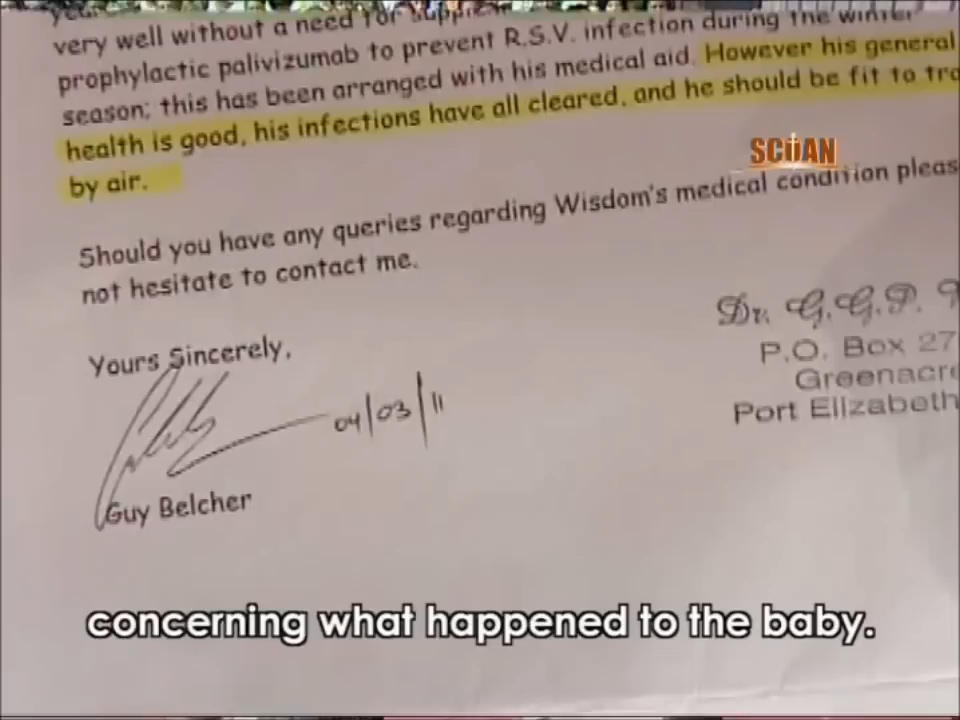 very well without a need for
prophylactic palivizumab to prevent R.S.V. infection during the winter
season; this has been arranged with his medical aid. However his general
health is good, his infections have all cleared, and he should be fit to
by air.
SCOAN
Should you have any queries regarding Wisdom's medical condition
not hesitate to contact me.
Dr. G.G.P.
P.O. Box 27
Yours Sincerely,
Port Elizabeth
04/03/11
Guy Belcher
concerning what happened to the baby.